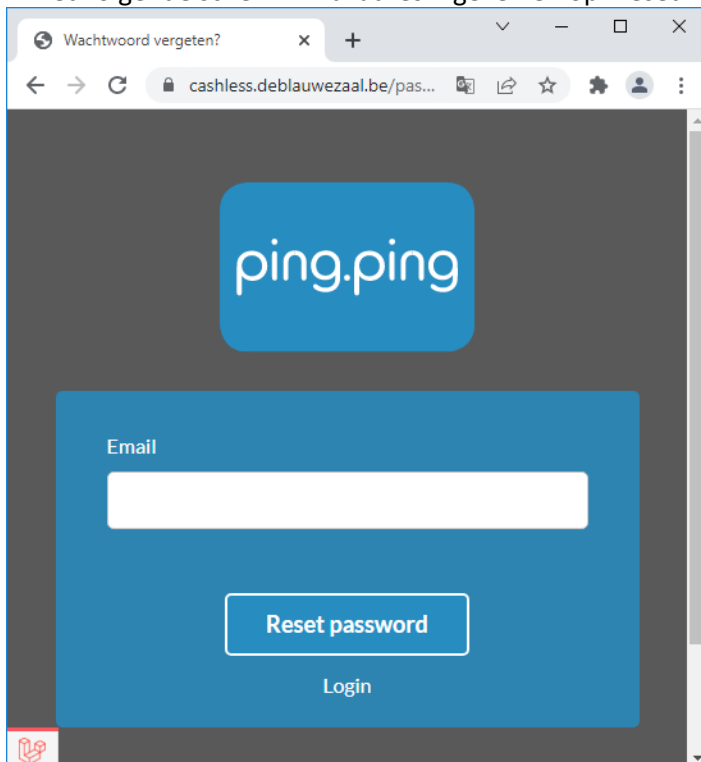 Wachtwoord vergeten?
cashless.deblauwezaal.be/pas...
ping.ping
Email
Reset password
Login